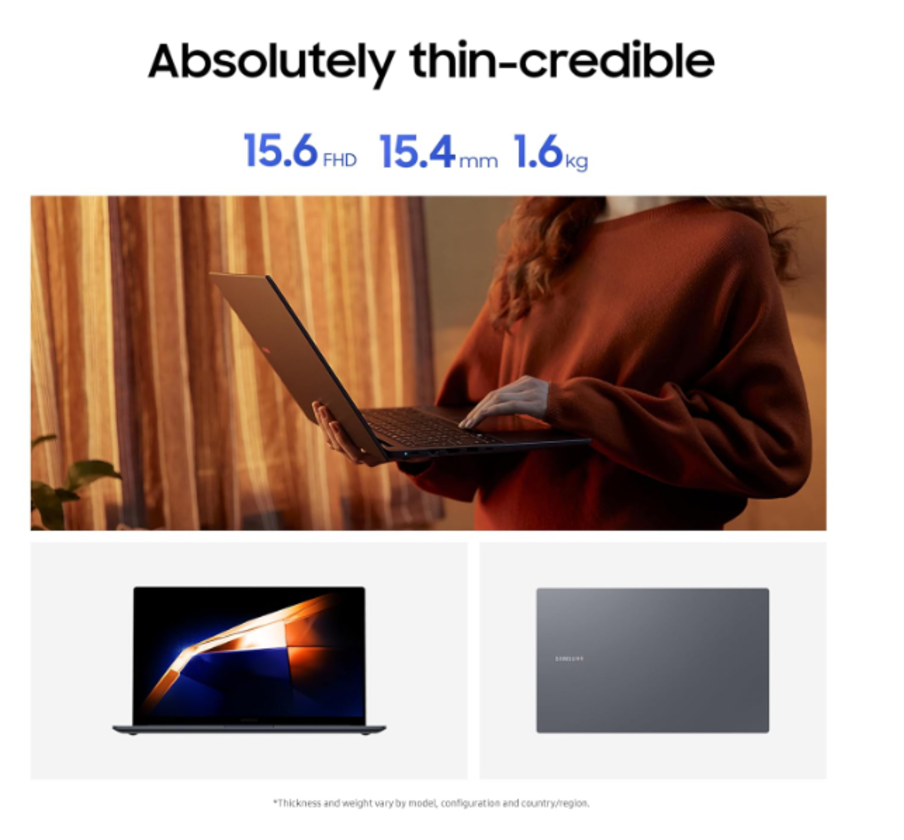 Absolutely thin-credible
15.6 FHD 15.4 mm 1.6 kg
SAMSUNG
*Thickness and weight vary by model, configuration and country/region.